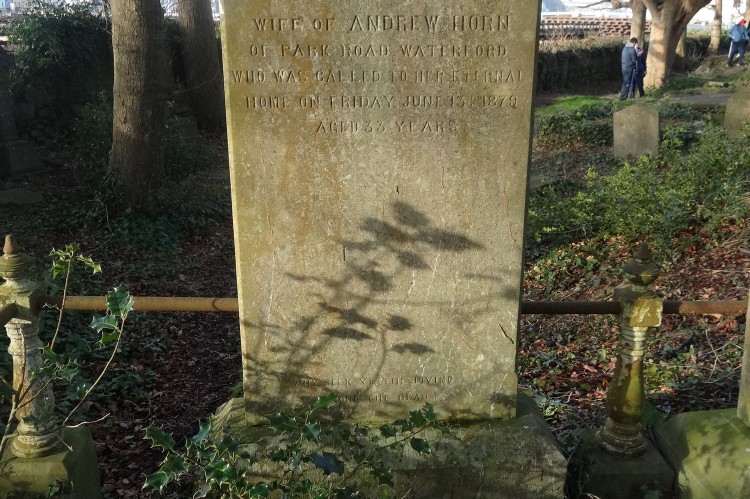 WIFE OF ANDREW HORN
OF PARK ROAD, WATERFORD,
WHO WAS CALLED TO HER ETERNAL
HOME ON FRIDAY, JUNE 13TH 1879
AGED 33 YEARS.
WHY SEEK YE THE LIVING
THE DEAD